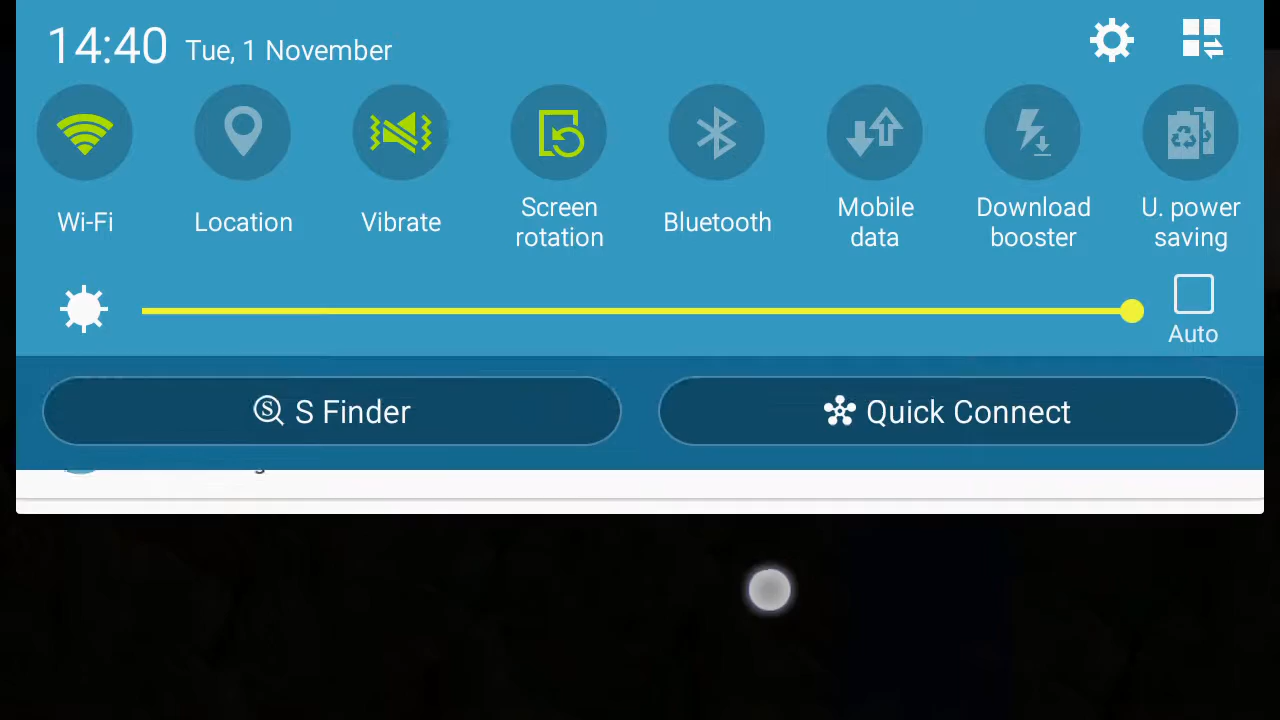 14:40 Tue, 1 November
Wi-Fi
Location
Vibrate
Screen
rotation
Bluetooth
Mobile
data
Download
booster
U. power
saving
Auto
S Finder
Quick Connect